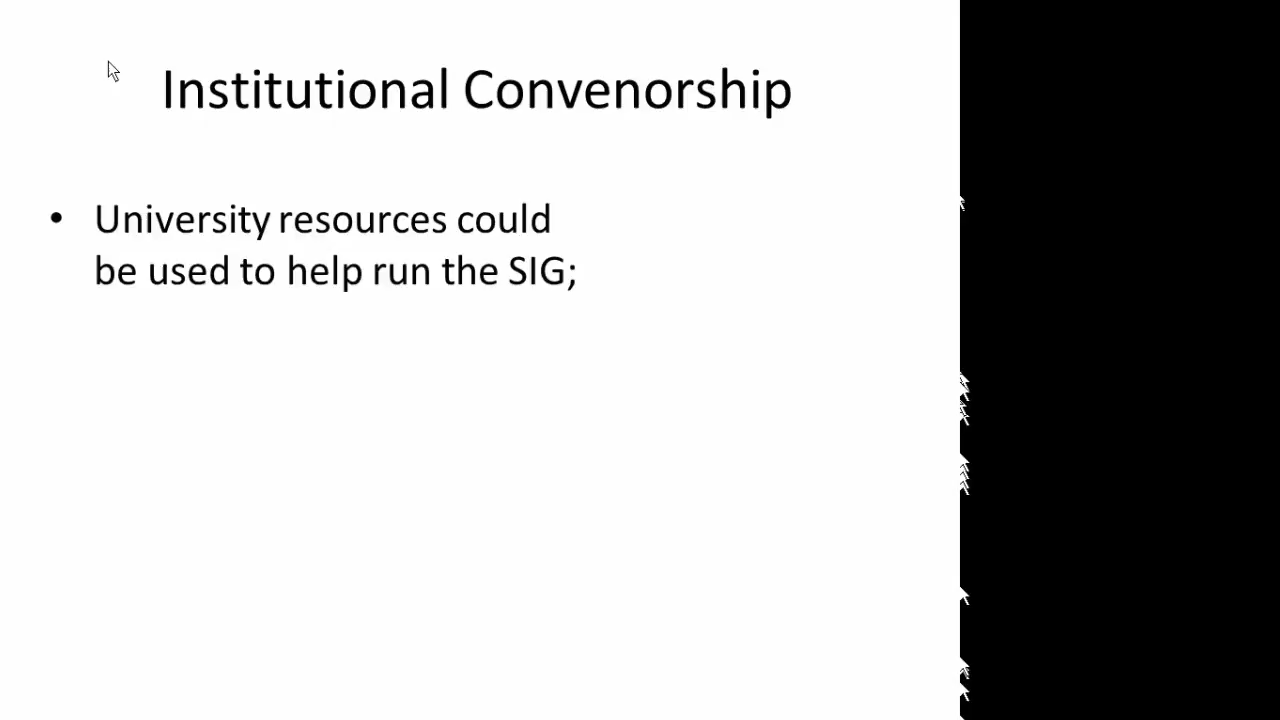 Institutional Convenorship
• University resources could
be used to help run the SIG;